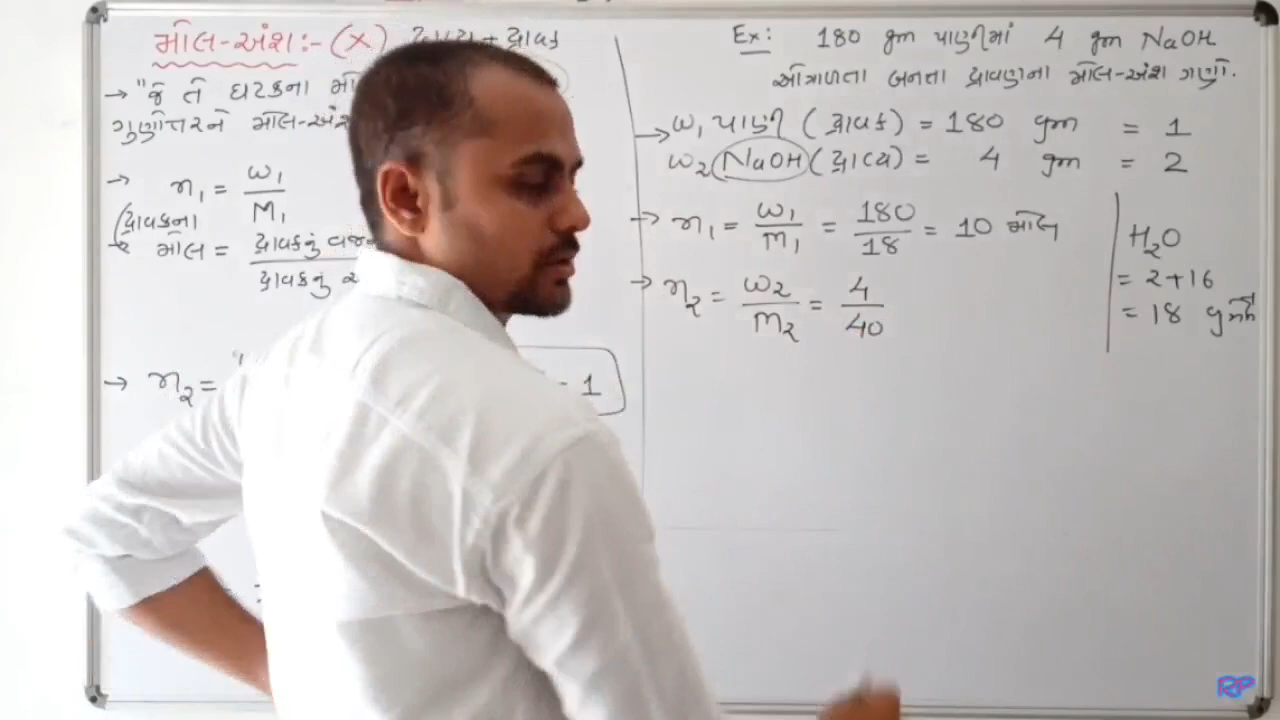 મોલ-અંશ:- (X)
→ "જે તે ઘટકના
ગુણોત્તરને મોલ-અંશ
→ n₁ = W₁ / M₁
(દ્રાવકના
મોલ = દ્રાવકનું / દ્રાવકનું
→ n₂ =
= 1
Ex: 180 gm પાણીમાં 4 gm NaOH
ઓગાળતા બનતા દ્રાવણના મોલ-અંશ ગણો.
→ W₁ પાણી (દ્રાવક) = 180 gm = 1
W₂ NaOH (દ્રાવ્ય) = 4 gm = 2
→ n₁ = W₁ / M₁ = 180 / 18 = 10 મોલ
→ n₂ = W₂ / M₂ = 4 / 40
H₂O
= 2+16
= 18
RP